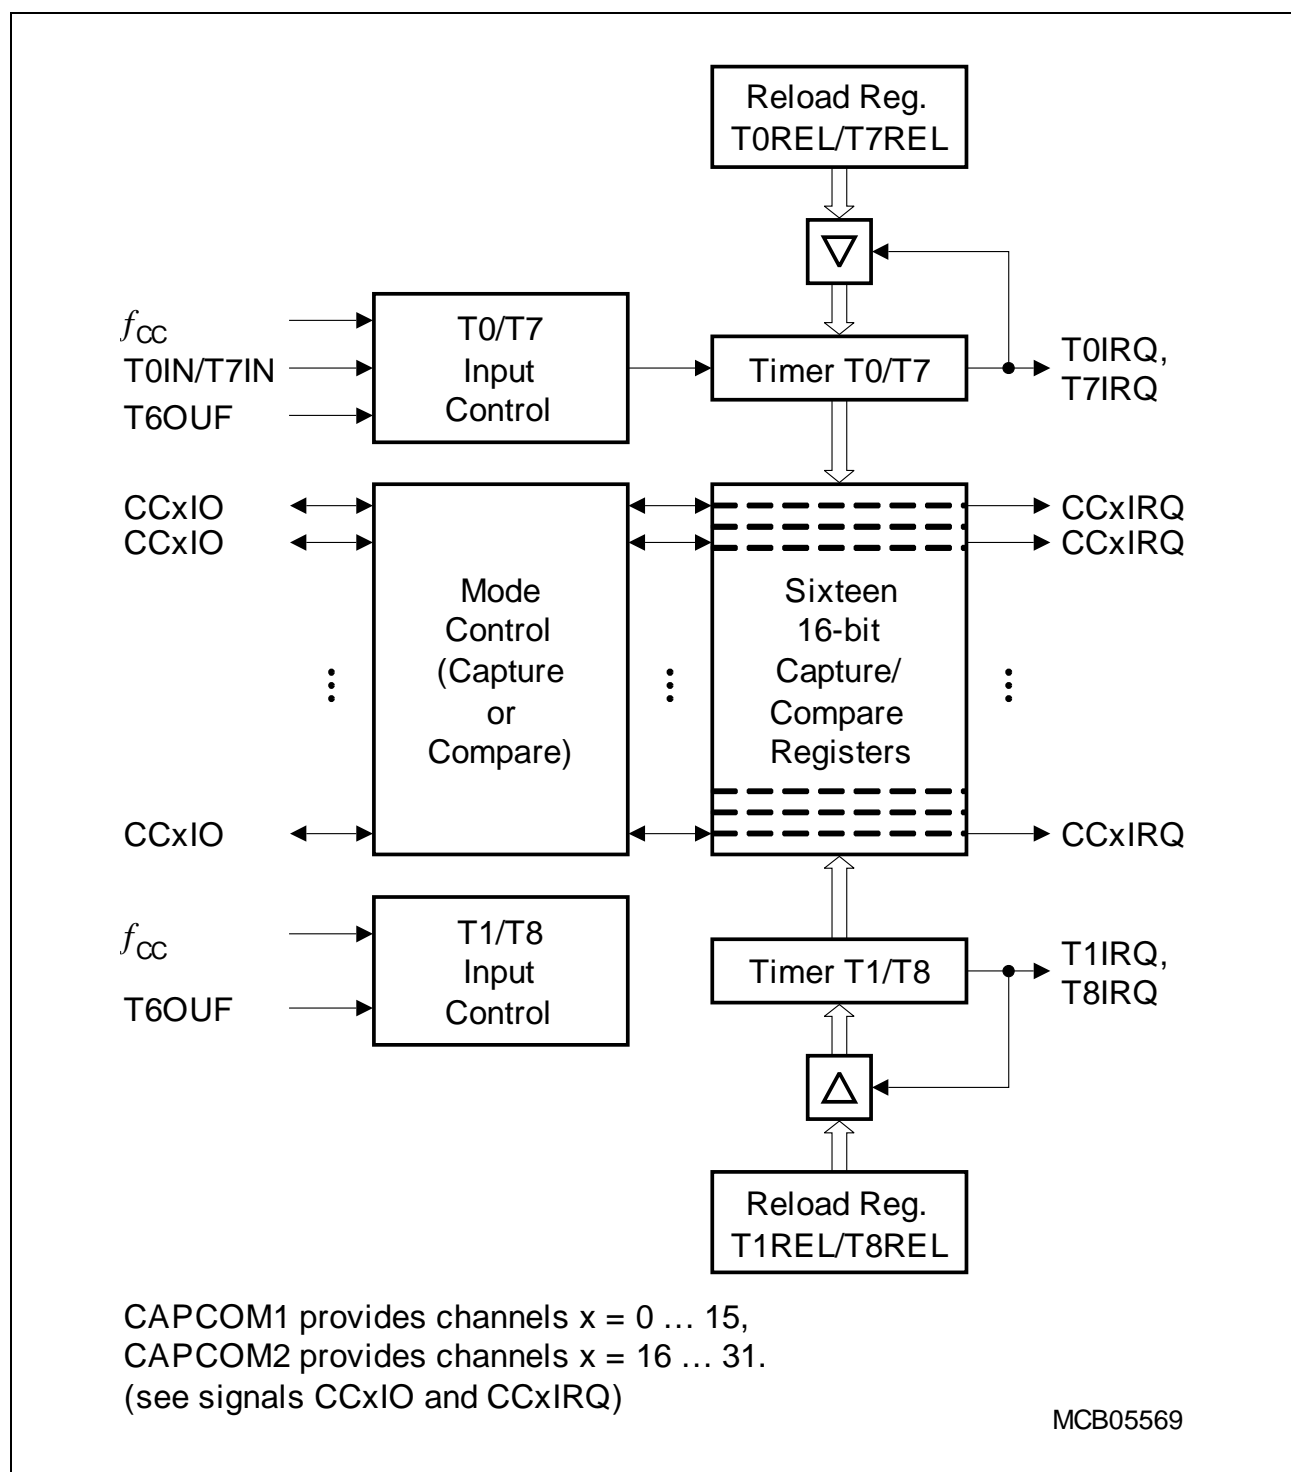 Reload Reg.
T0REL/T7REL
fCC
T0IN/T7IN
T6OUF
T0/T7
Input
Control
Timer T0/T7
T0IRQ,
T7IRQ
CCxIO
CCxIO
CCxIO
Mode
Control
(Capture
or
Compare)
Sixteen
16-bit
Capture/
Compare
Registers
CCxIRQ
CCxIRQ
CCxIRQ
fCC
T6OUF
T1/T8
Input
Control
Timer T1/T8
T1IRQ,
T8IRQ
Reload Reg.
T1REL/T8REL
CAPCOM1 provides channels x = 0 … 15,
CAPCOM2 provides channels x = 16 … 31.
(see signals CCxIO and CCxIRQ)
MCB05569